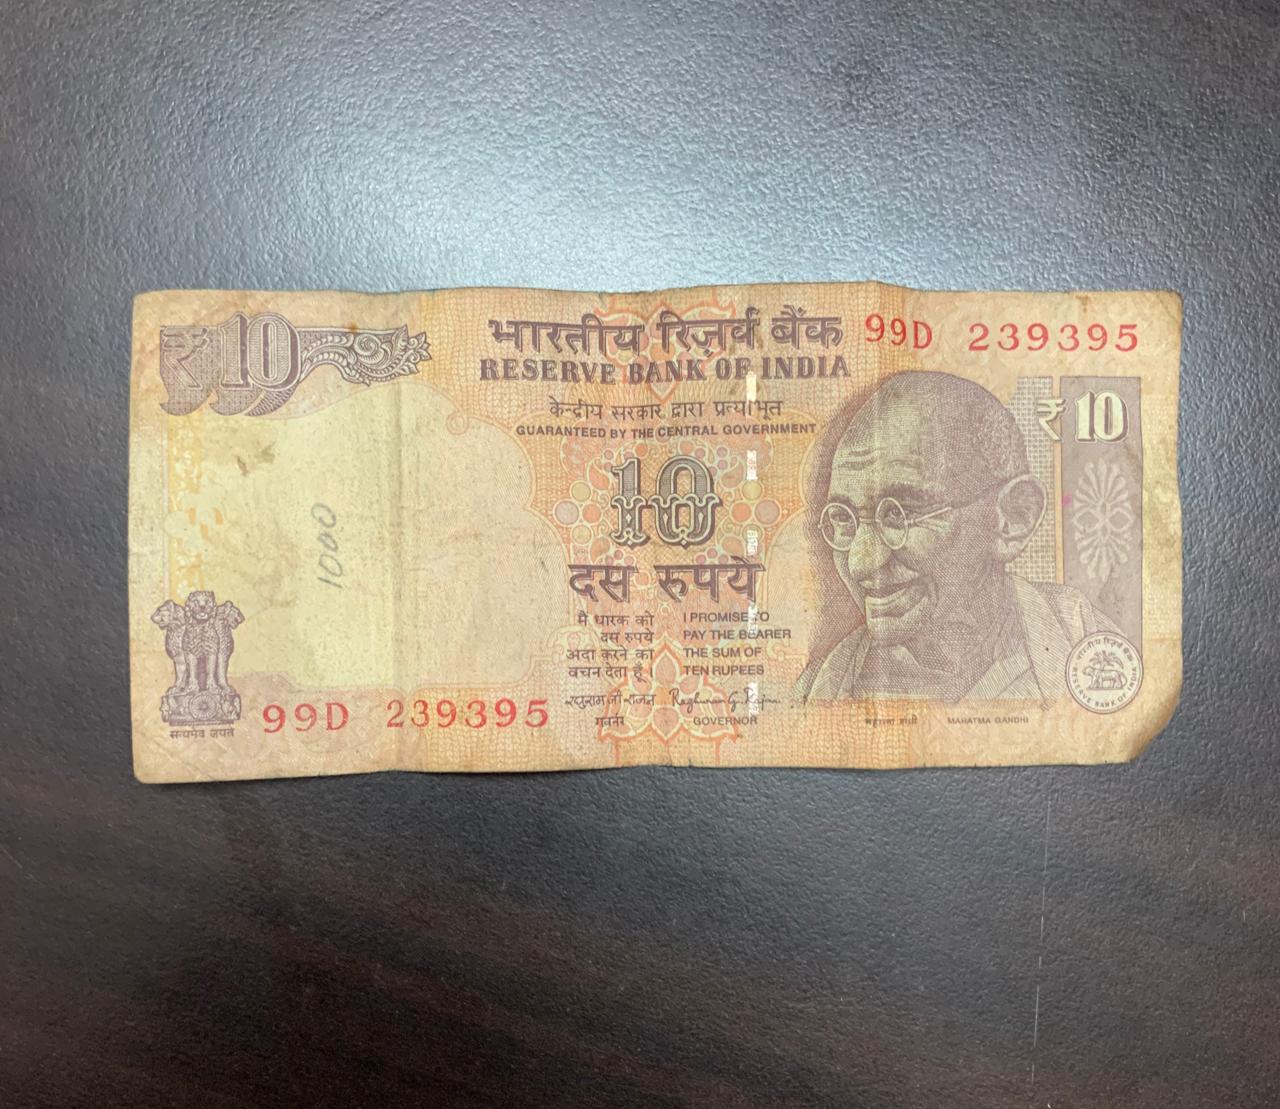 ₹10
भारतीय रिज़र्व बैंक
99D 239395
RESERVE BANK OF INDIA
केन्द्रीय सरकार द्वारा प्रत्याभूत
GUARANTEED BY THE CENTRAL GOVERNMENT
₹ 10
10
1000
दस रुपये
मैं धारक को
दस रुपये
अदा करने का
वचन देता हूँ।
I PROMISE TO
PAY THE BEARER
THE SUM OF
TEN RUPEES
रघुराम जी राजन
Raghuram G. Rajan
गवर्नर
GOVERNOR
महात्मा गांधी
MAHATMA GANDHI
भारतीय रिज़र्व बैंक
RESERVE BANK OF INDIA
सत्यमेव जयते
99D 239395